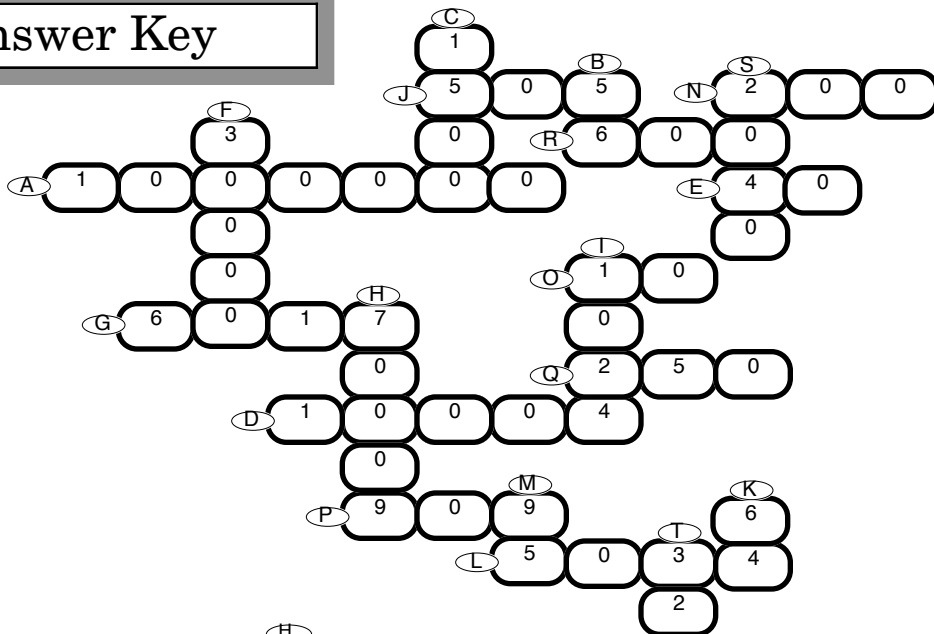 nswer Key
C
1
B
S
J 5 0 5
N 2 0 0
F
3
0
R 6 0 0
A 1 0 0 0 0 0 0
E 4 0
0
0
I
0
O 1 0
H
G 6 0 1 7
0
0
Q 2 5 0
D 1 0 0 0 4
0
M
K
P 9 0 9
6
T
L 5 0 3 4
2
H